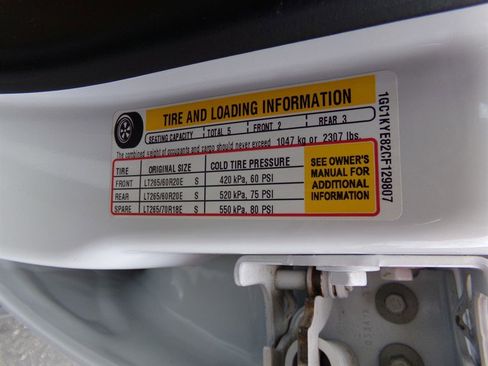 TIRE AND LOADING INFORMATION
SEATING CAPACITY TOTAL 5 FRONT 2 REAR 3
The combined weight of occupants and cargo should never exceed 1047 kg or 2307 lbs.
TIRE ORIGINAL SIZE COLD TIRE PRESSURE
FRONT LT265/60R20E S 420 kPa, 60 PSI
REAR LT265/60R20E S 520 kPa, 75 PSI
SPARE LT265/70R18E S 550 kPa, 80 PSI
SEE OWNER'S
MANUAL FOR
ADDITIONAL
INFORMATION
1GC1KYE82CF129807